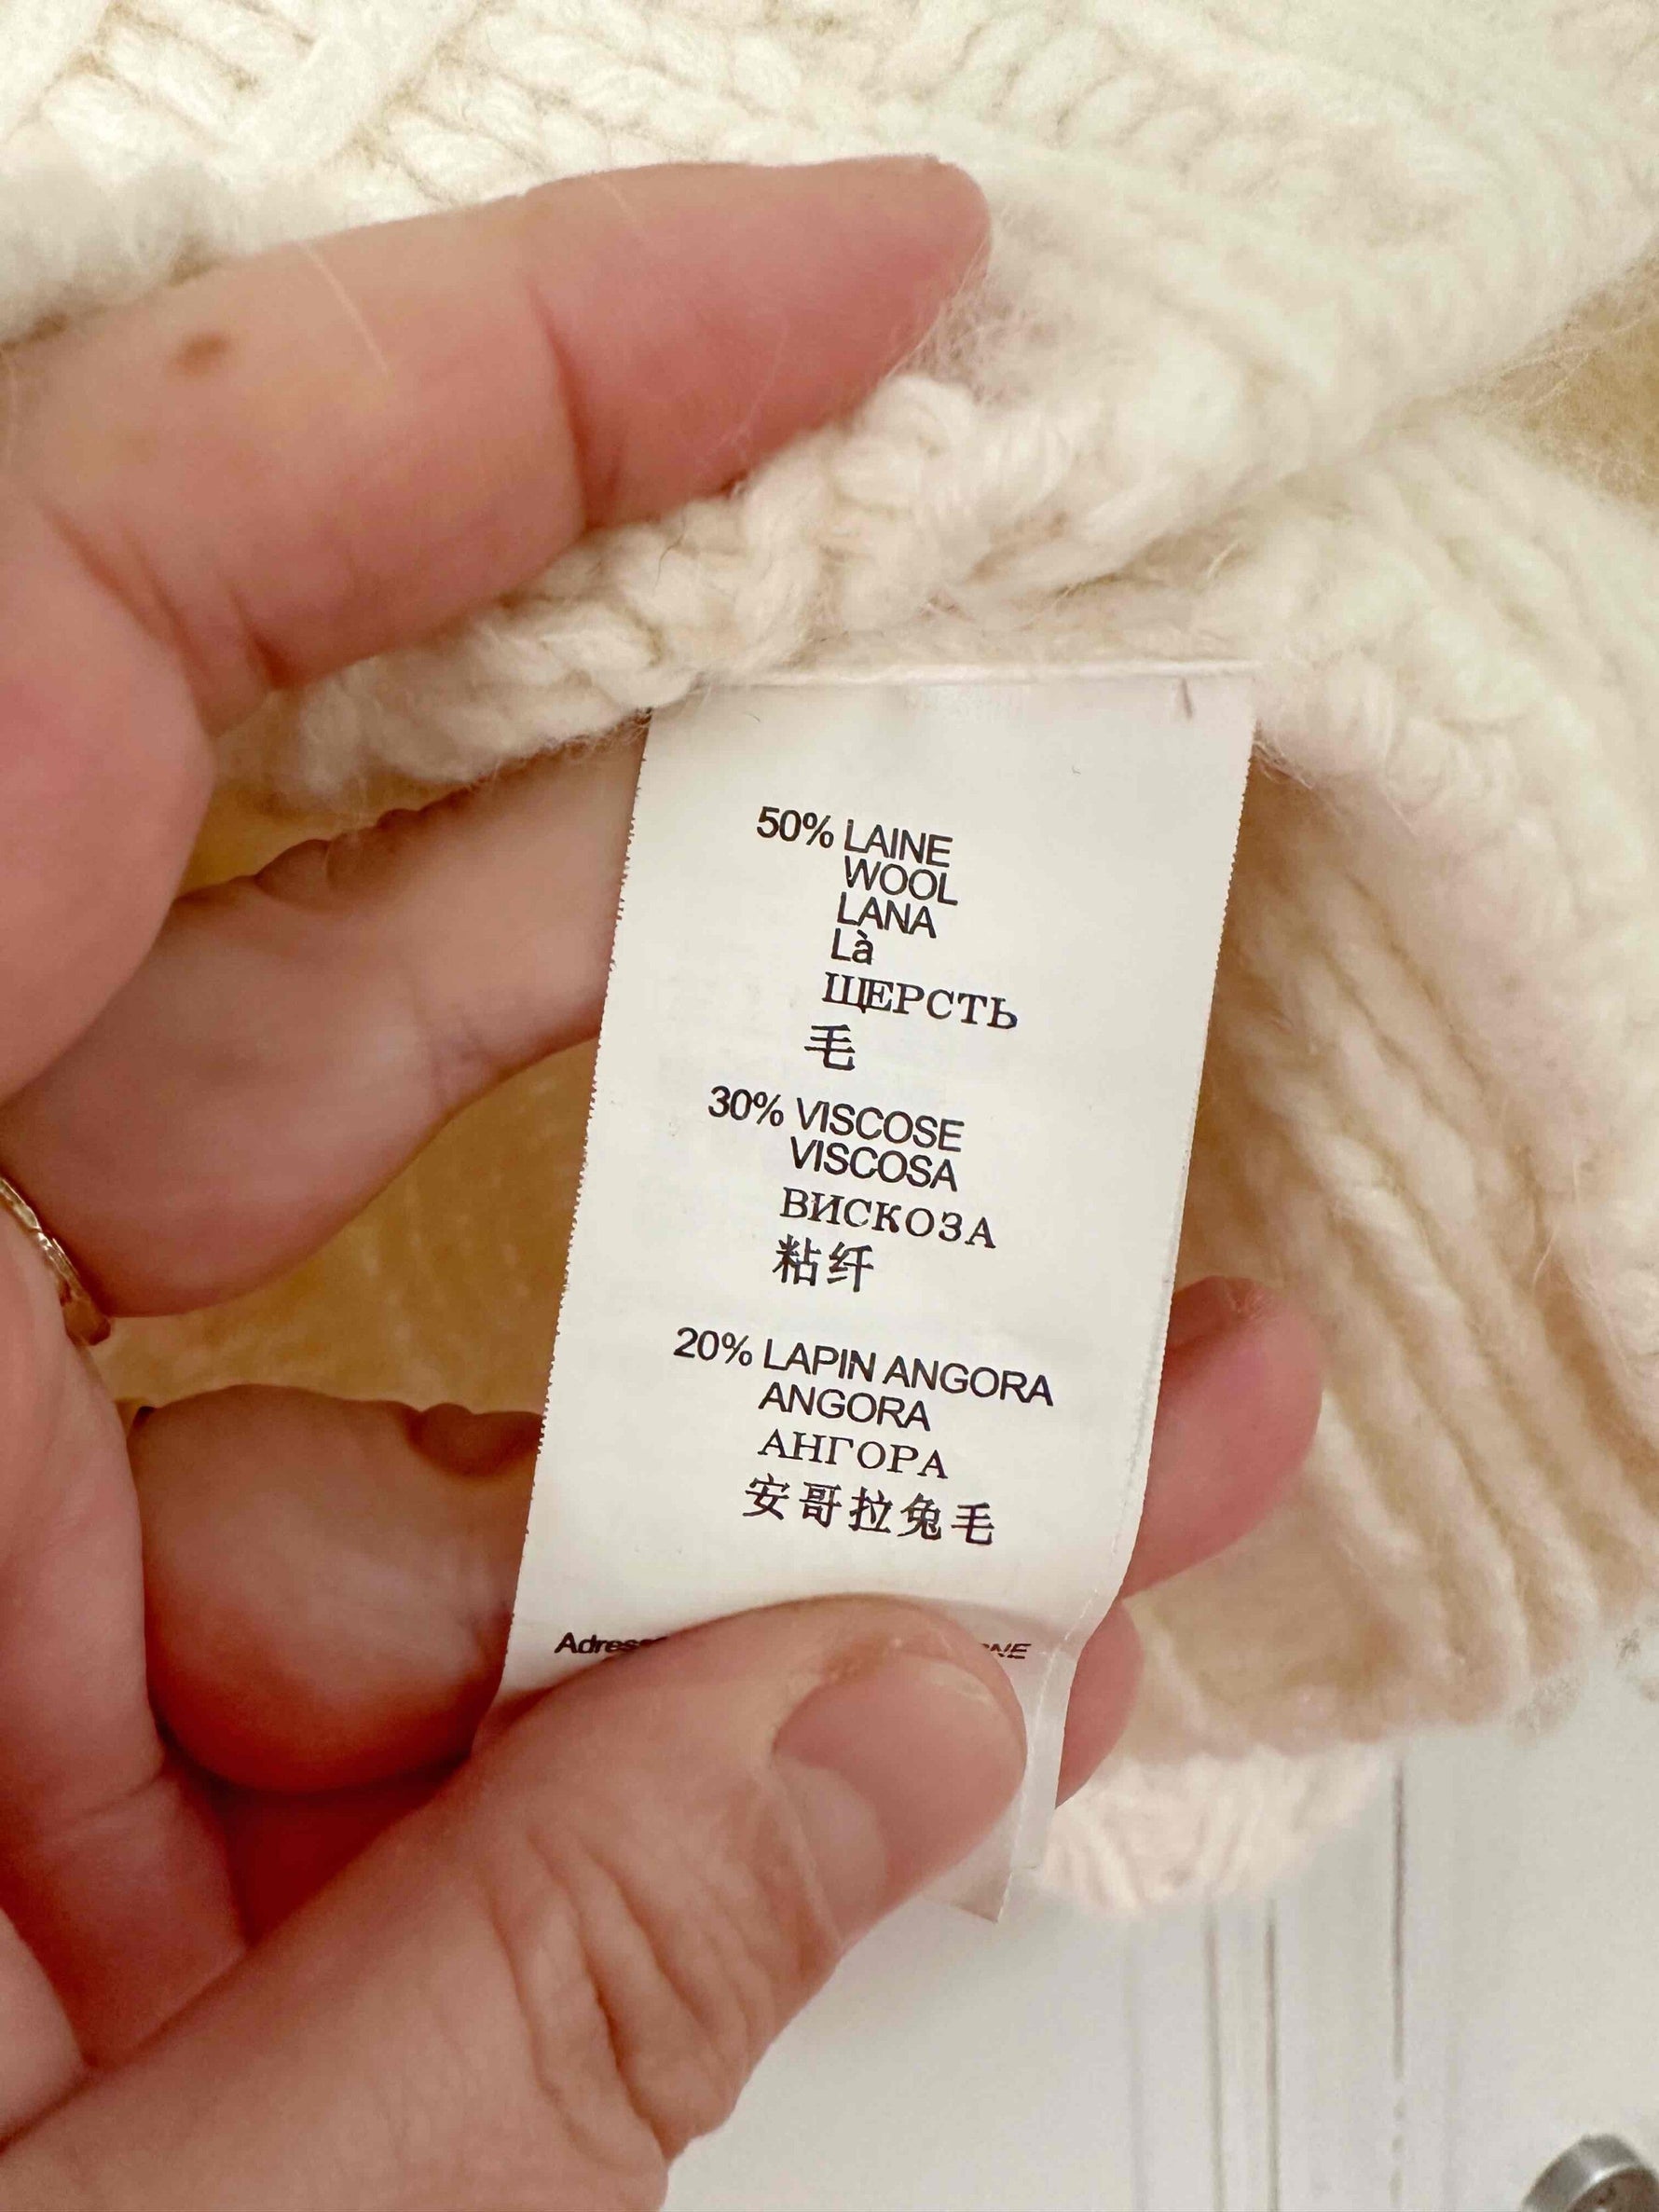 50% LAINE
WOOL
LANA
Là
ЩЕРСТЬ
毛
30% VISCOSE
VISCOSA
ВИСКОЗА
粘纤
20% LAPIN ANGORA
ANGORA
АНГОРА
安哥拉兔毛